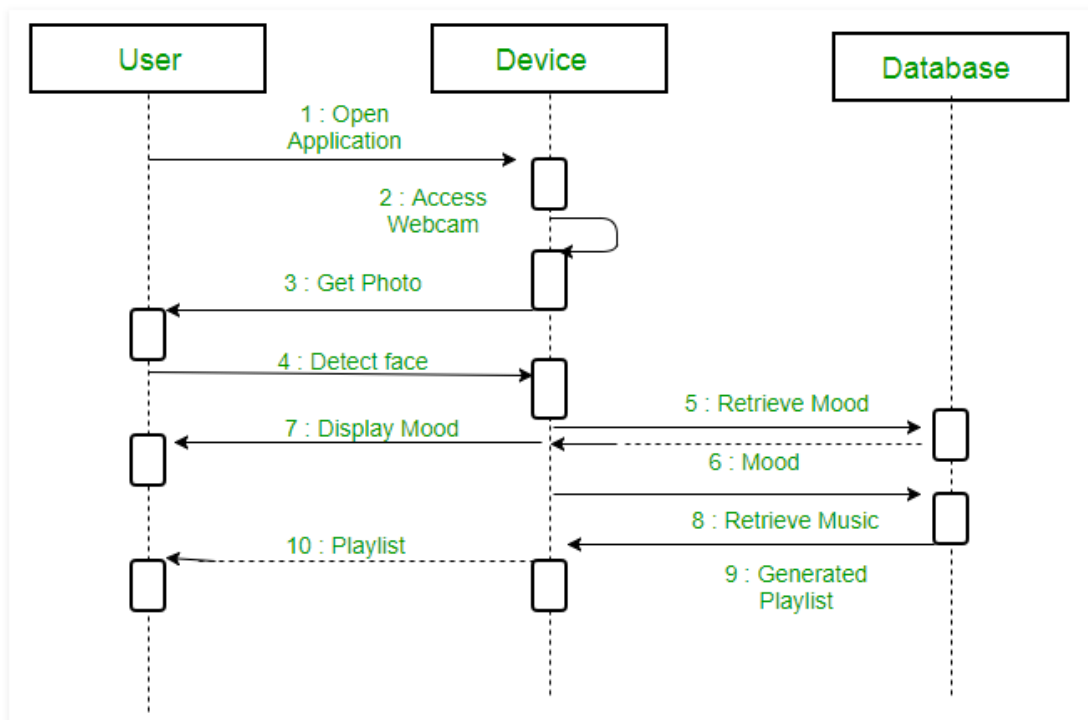 User
Device
Database
1 : Open
Application
2 : Access
Webcam
3 : Get Photo
4 : Detect face
5 : Retrieve Mood
7 : Display Mood
6 : Mood
8 : Retrieve Music
10 : Playlist
9 : Generated
Playlist